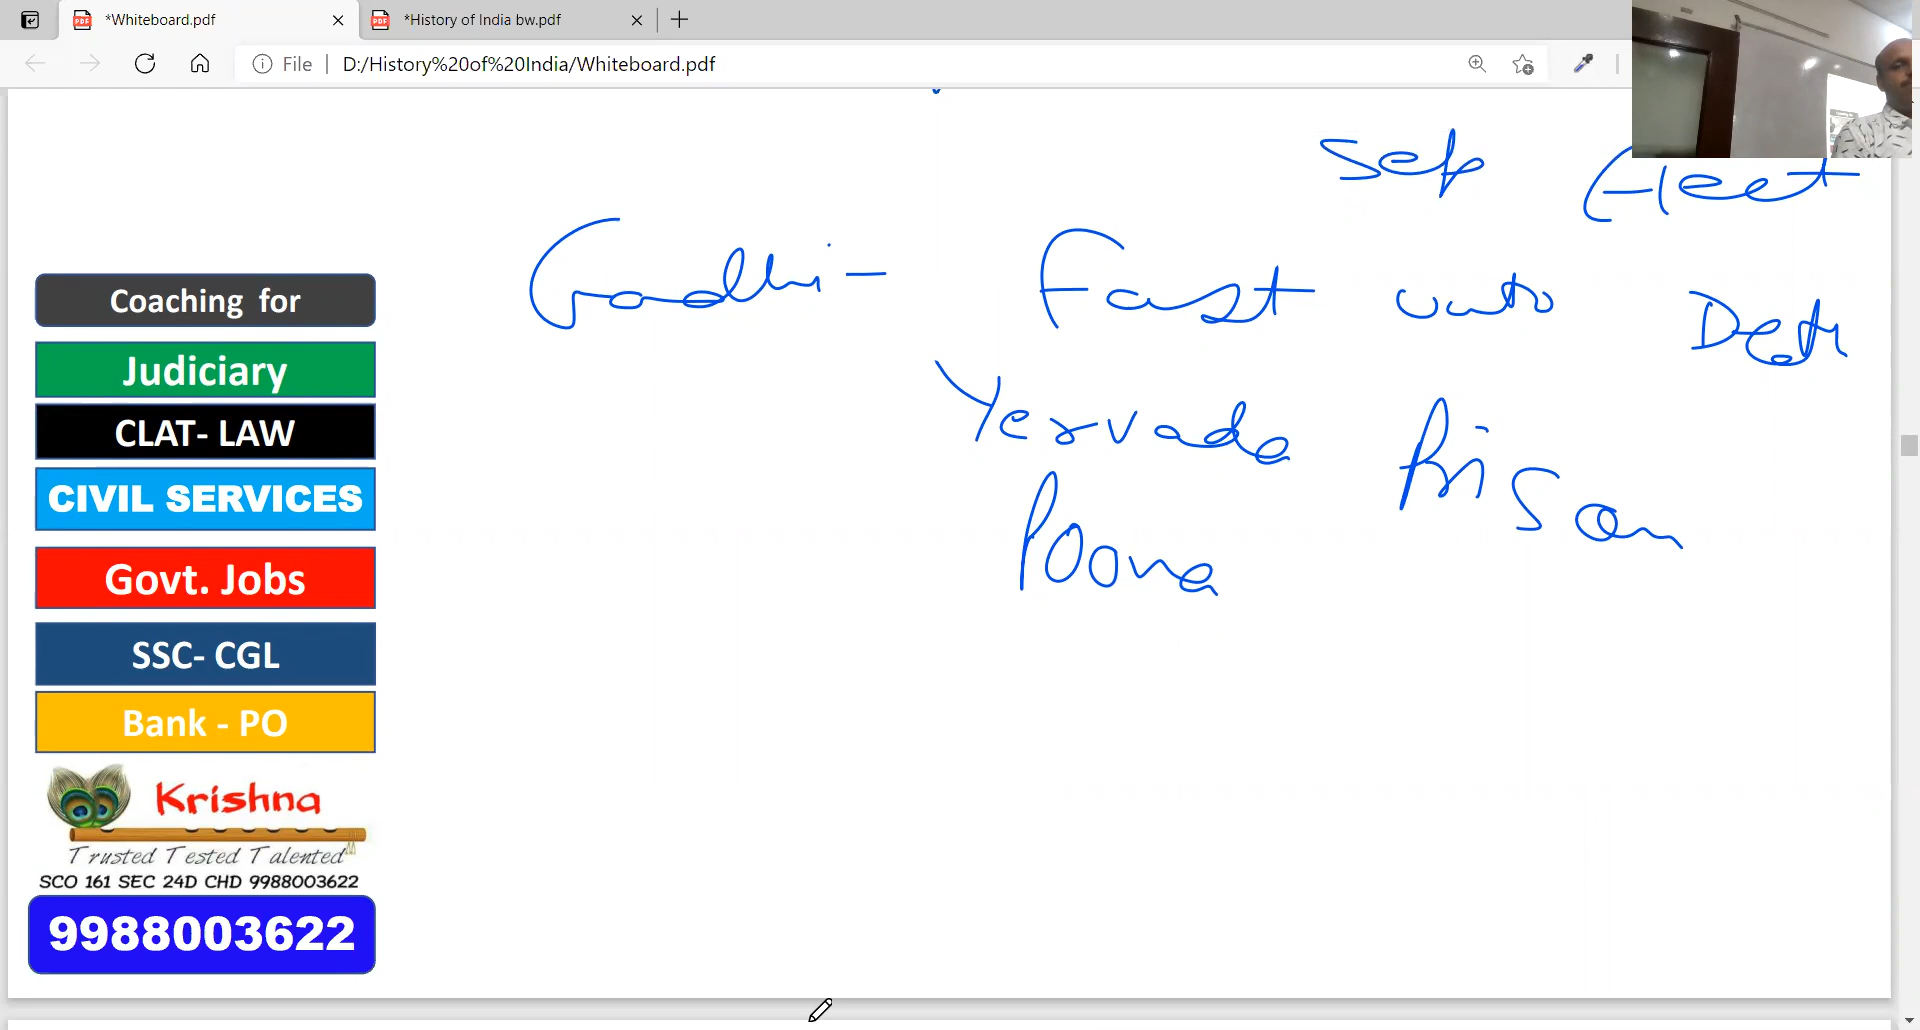 *Whiteboard.pdf
*History of India bw.pdf
File
D:/History%20of%20India/Whiteboard.pdf
Sep Elect
Gandhi - Fast unto Deth
Yervada Prison
Poona
Coaching for
Judiciary
CLAT- LAW
CIVIL SERVICES
Govt. Jobs
SSC- CGL
Bank - PO
Krishna
Trusted Tested Talented
SCO 161 SEC 24D CHD 9988003622
9988003622